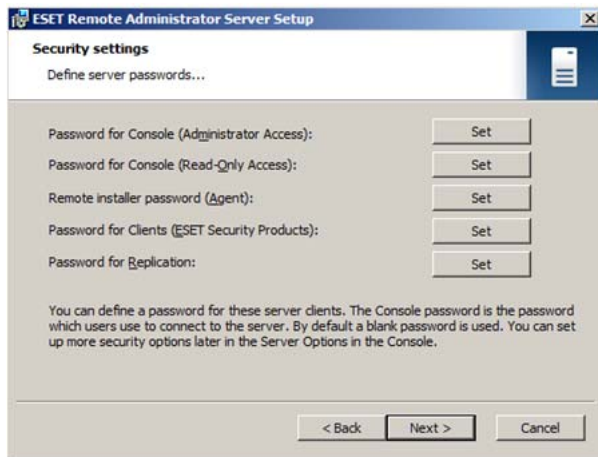 ESET Remote Administrator Server Setup
Security settings
Define server passwords...
Password for Console (Administrator Access):
Set
Password for Console (Read-Only Access):
Set
Remote installer password (Agent):
Set
Password for Clients (ESET Security Products):
Set
Password for Replication:
Set
You can define a password for these server clients. The Console password is the password
which users use to connect to the server. By default a blank password is used. You can set
up more security options later in the Server Options in the Console.
< Back
Next >
Cancel